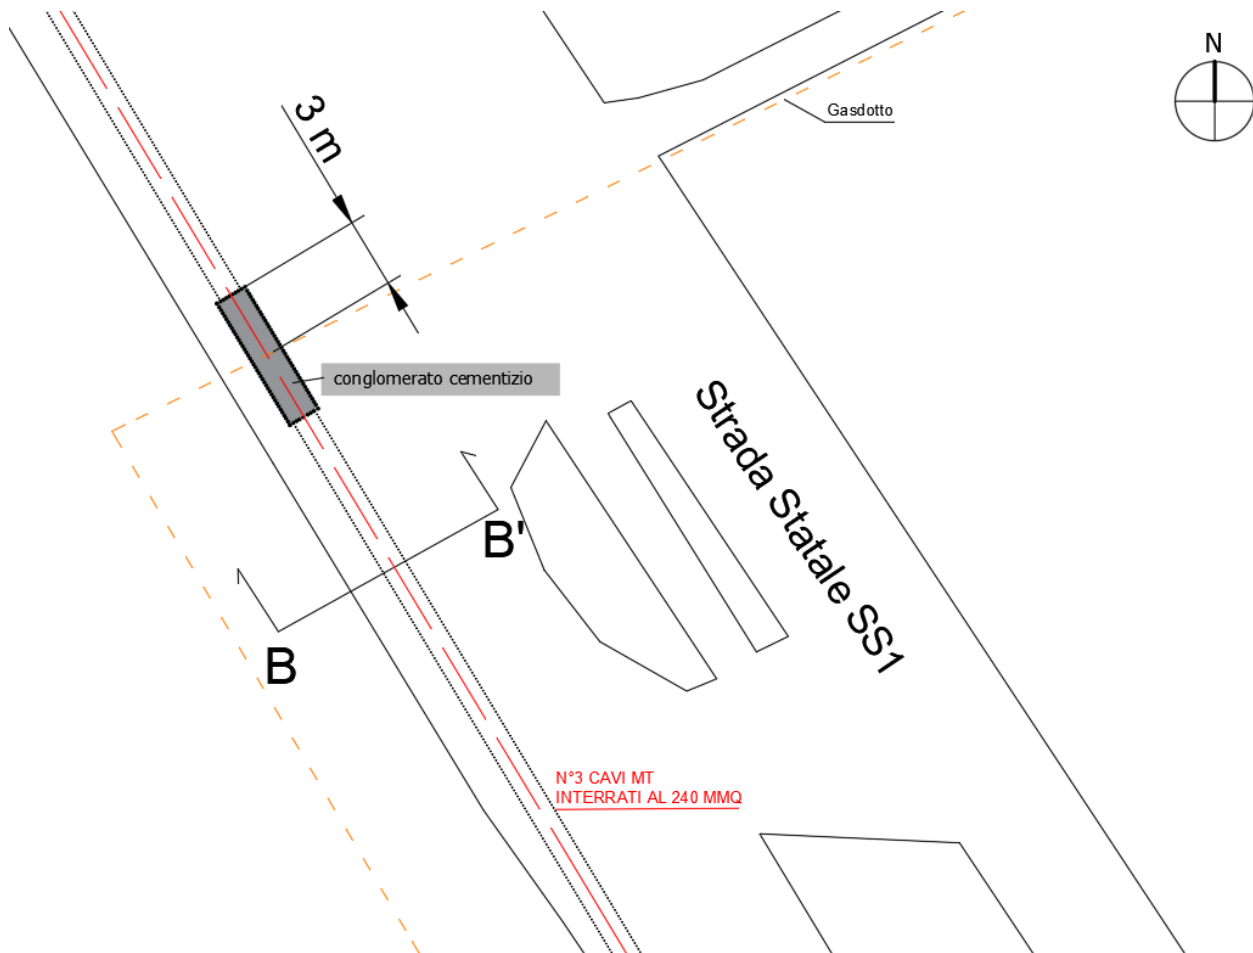 N
3 m
Gasdotto
conglomerato cementizio
Strada Statale SS1
B'
B
N°3 CAVI MT
INTERRATI AL 240 MMQ